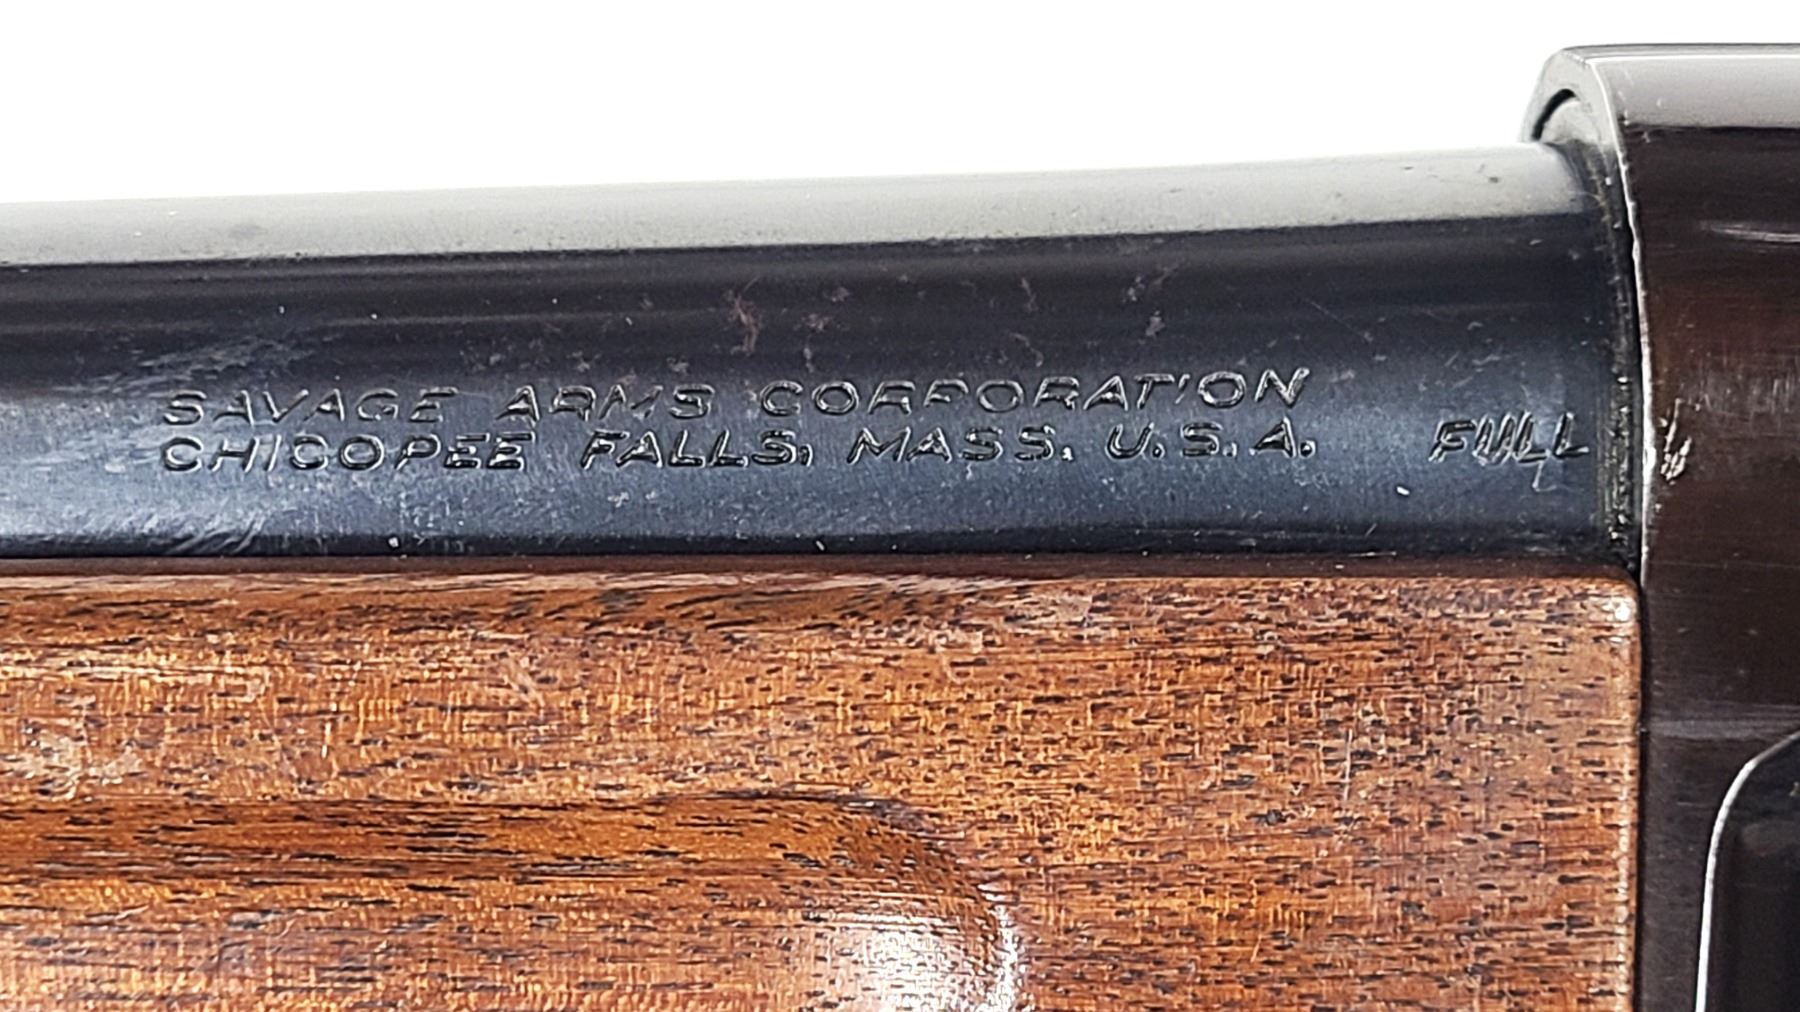 SAVAGE ARMS CORPORATION
CHICOPEE FALLS, MASS. U.S.A. FULL